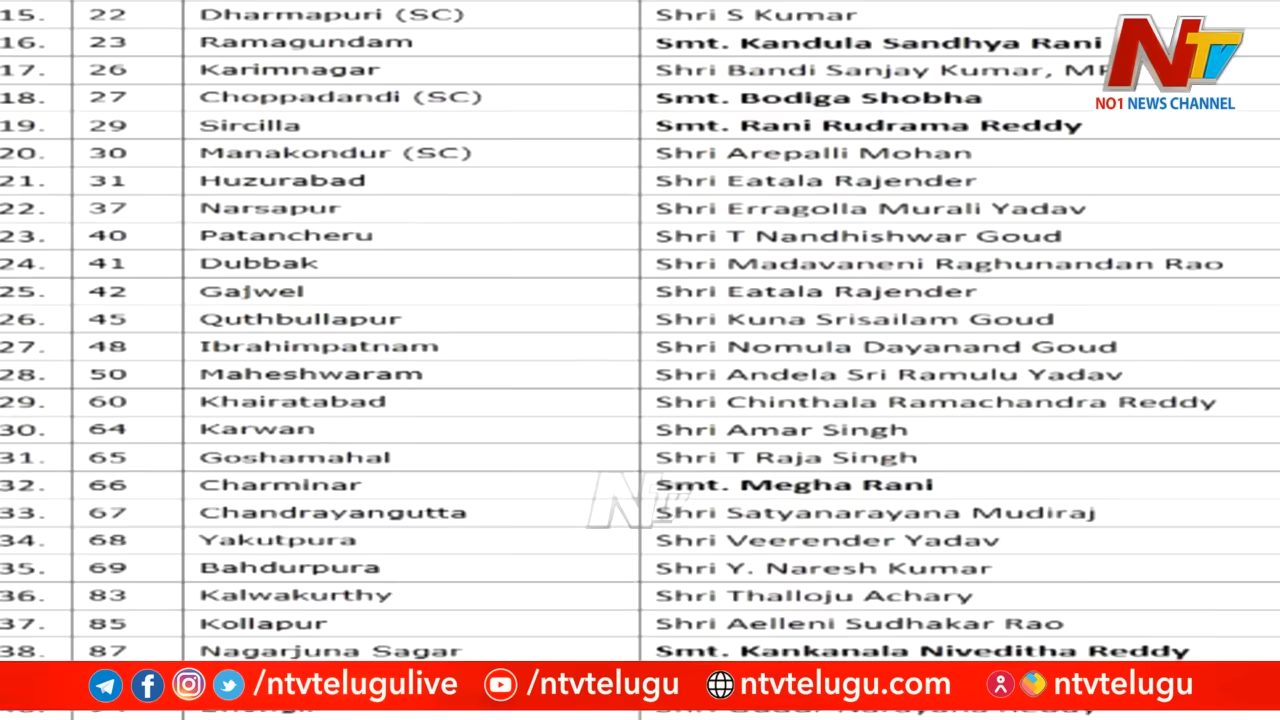 15. 22 Dharmapuri (SC) Shri S Kumar
16. 23 Ramagundam Smt. Kandula Sandhya Rani
17. 26 Karimnagar Shri Bandi Sanjay Kumar,
18. 27 Choppadandi (SC) Smt. Bodiga Shobha
19. 29 Sircilla Smt. Rani Rudrama Reddy
20. 30 Manakondur (SC) Shri Arepalli Mohan
21. 31 Huzurabad Shri Eatala Rajender
22. 37 Narsapur Shri Erragolla Murali Yadav
23. 40 Patancheru Shri T Nandhishwar Goud
24. 41 Dubbak Shri Madavaneni Raghunandan Rao
25. 42 Gajwel Shri Eatala Rajender
26. 45 Quthbullapur Shri Kuna Srisailam Goud
27. 48 Ibrahimpatnam Shri Nomula Dayanand Goud
28. 50 Maheshwaram Shri Andela Sri Ramulu Yadav
29. 60 Khairatabad Shri Chinthala Ramachandra Reddy
30. 64 Karwan Shri Amar Singh
31. 65 Goshamahal Shri T Raja Singh
32. 66 Charminar Smt. Megha Rani
33. 67 Chandrayangutta Shri Satyanarayana Mudiraj
34. 68 Yakutpura Shri Veerender Yadav
35. 69 Bahdurpura Shri Y. Naresh Kumar
36. 83 Kalwakurthy Shri Thalloju Achary
37. 85 Kollapur Shri Aelleni Sudhakar Rao
38. 87 Nagarjuna Sagar Smt. Kankanala Niveditha Reddy
NTV
NO1 NEWS CHANNEL
NTV
/ntvtelugulive /ntvtelugu ntvtelugu.com ntvtelugu